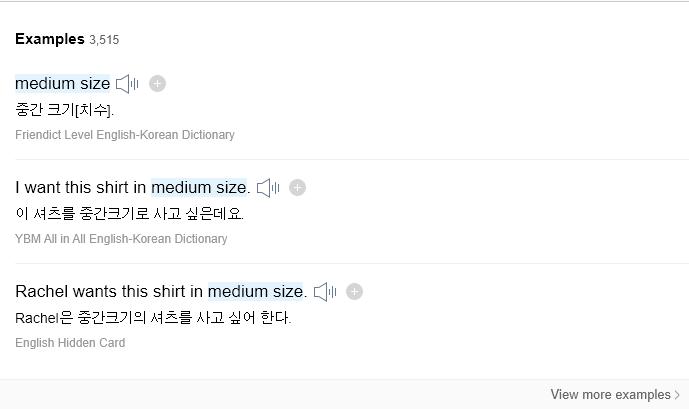 Examples 3,515
medium size
중간 크기[치수].
Friendict Level English-Korean Dictionary
I want this shirt in medium size.
이 셔츠를 중간크기로 사고 싶은데요.
YBM All in All English-Korean Dictionary
Rachel wants this shirt in medium size.
Rachel은 중간크기의 셔츠를 사고 싶어 한다.
English Hidden Card
View more examples